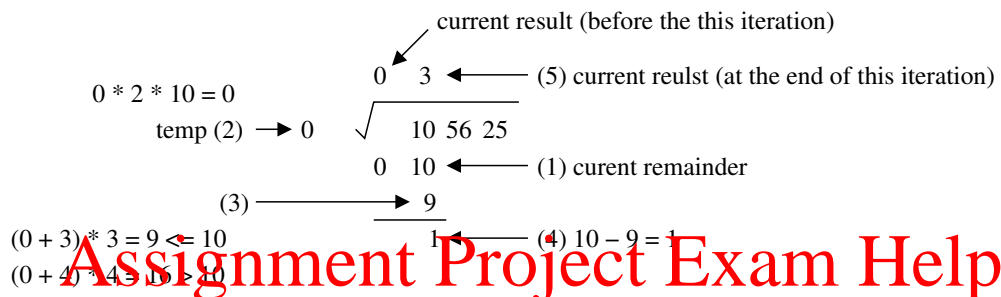 current result (before the this iteration)
0 3 (5) current reulst (at the end of this iteration)
0 * 2 * 10 = 0
temp (2) 0 √ 10 56 25
0 10 (1) curent remainder
(3) 9
(0 + 3) * 3 = 9 <= 10 1 (4) 10 – 9 = 1
(0 + 4) * 4 = 16 > 10
Assignment Project Exam Help